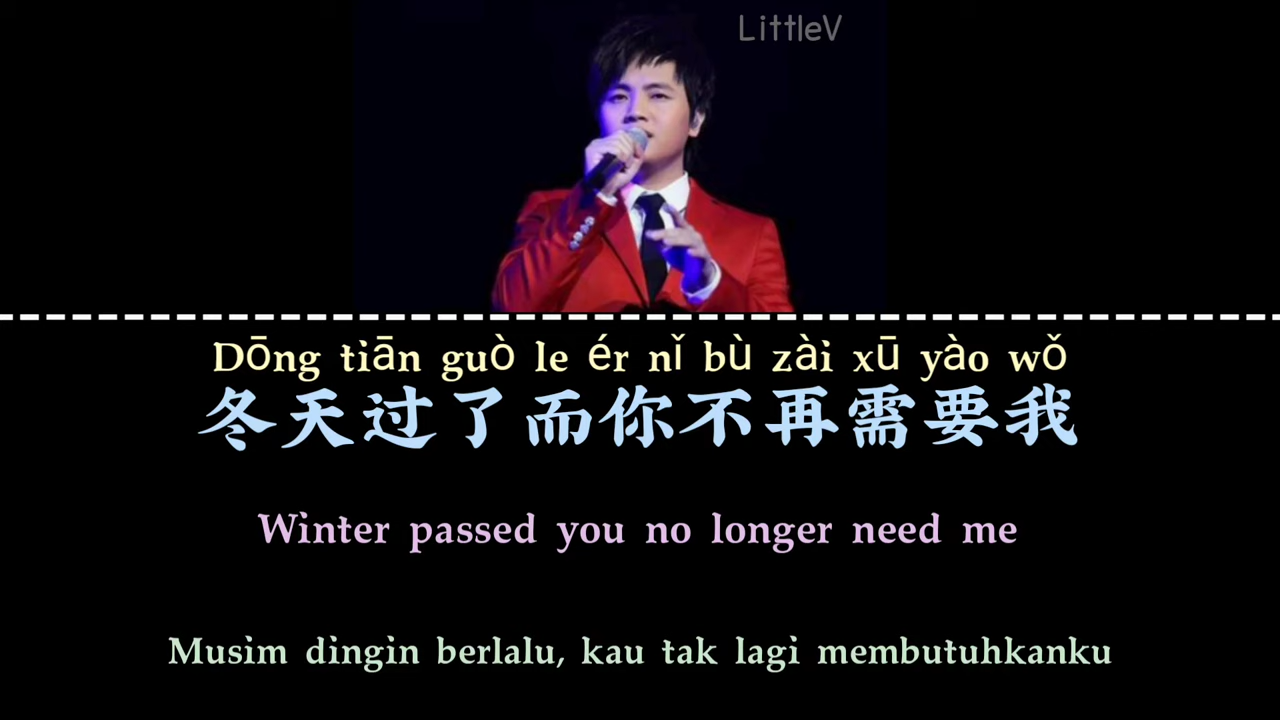 LittleV
Dōng tiān guò le ér nǐ bù zài xū yào wǒ
冬天过了而你不再需要我
Winter passed you no longer need me
Musim dingin berlalu, kau tak lagi membutuhkanku